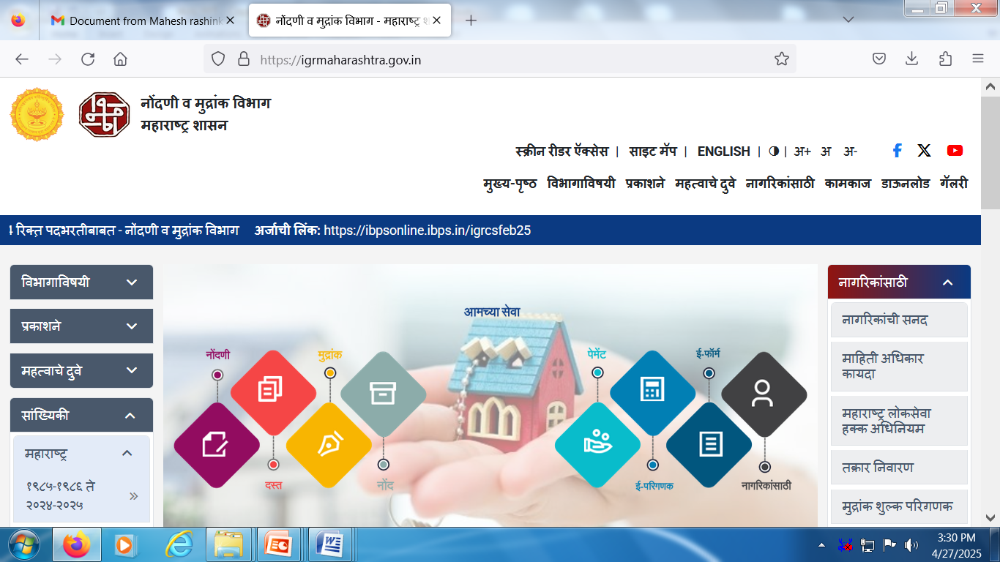 Document from Mahesh rashink
नोंदणी व मुद्रांक विभाग - महाराष्ट्र श
https://igrmaharashtra.gov.in
नोंदणी व मुद्रांक विभाग
महाराष्ट्र शासन
स्क्रीन रीडर ऍक्सेस | साइट मॅप | ENGLISH | | अ+ अ अ-
मुख्य-पृष्ठ विभागाविषयी प्रकाशने महत्वाचे दुवे नागरिकांसाठी कामकाज डाऊनलोड गॅलरी
रिक्त पदभरतीबाबत - नोंदणी व मुद्रांक विभाग अर्जाची लिंक: https://ibpsonline.ibps.in/igrcsfeb25
विभागाविषयी
प्रकाशने
महत्वाचे दुवे
सांख्यिकी
महाराष्ट्र
१९८५-१९८६ ते
२०२४-२०२५
आमच्या सेवा
नोंदणी
मुद्रांक
पेमेंट
ई-फॉर्म
दस्त
नोंद
ई-परिगणक
नागरिकांसाठी
नागरिकांसाठी
नागरिकांची सनद
माहिती अधिकार
कायदा
महाराष्ट्र लोकसेवा
हक्क अधिनियम
तक्रार निवारण
मुद्रांक शुल्क परिगणक
3:30 PM
4/27/2025